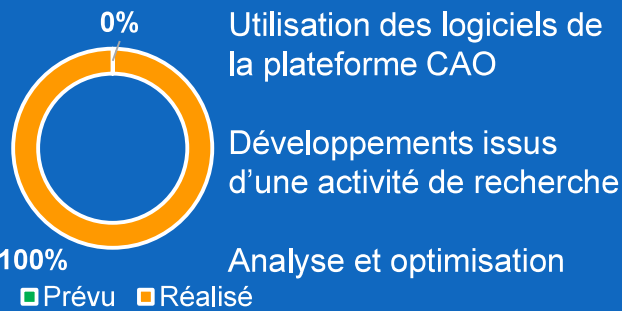 0%
Utilisation des logiciels de
la plateforme CAO
Développements issus
d'une activité de recherche
100%
Analyse et optimisation
Prévu Réalisé